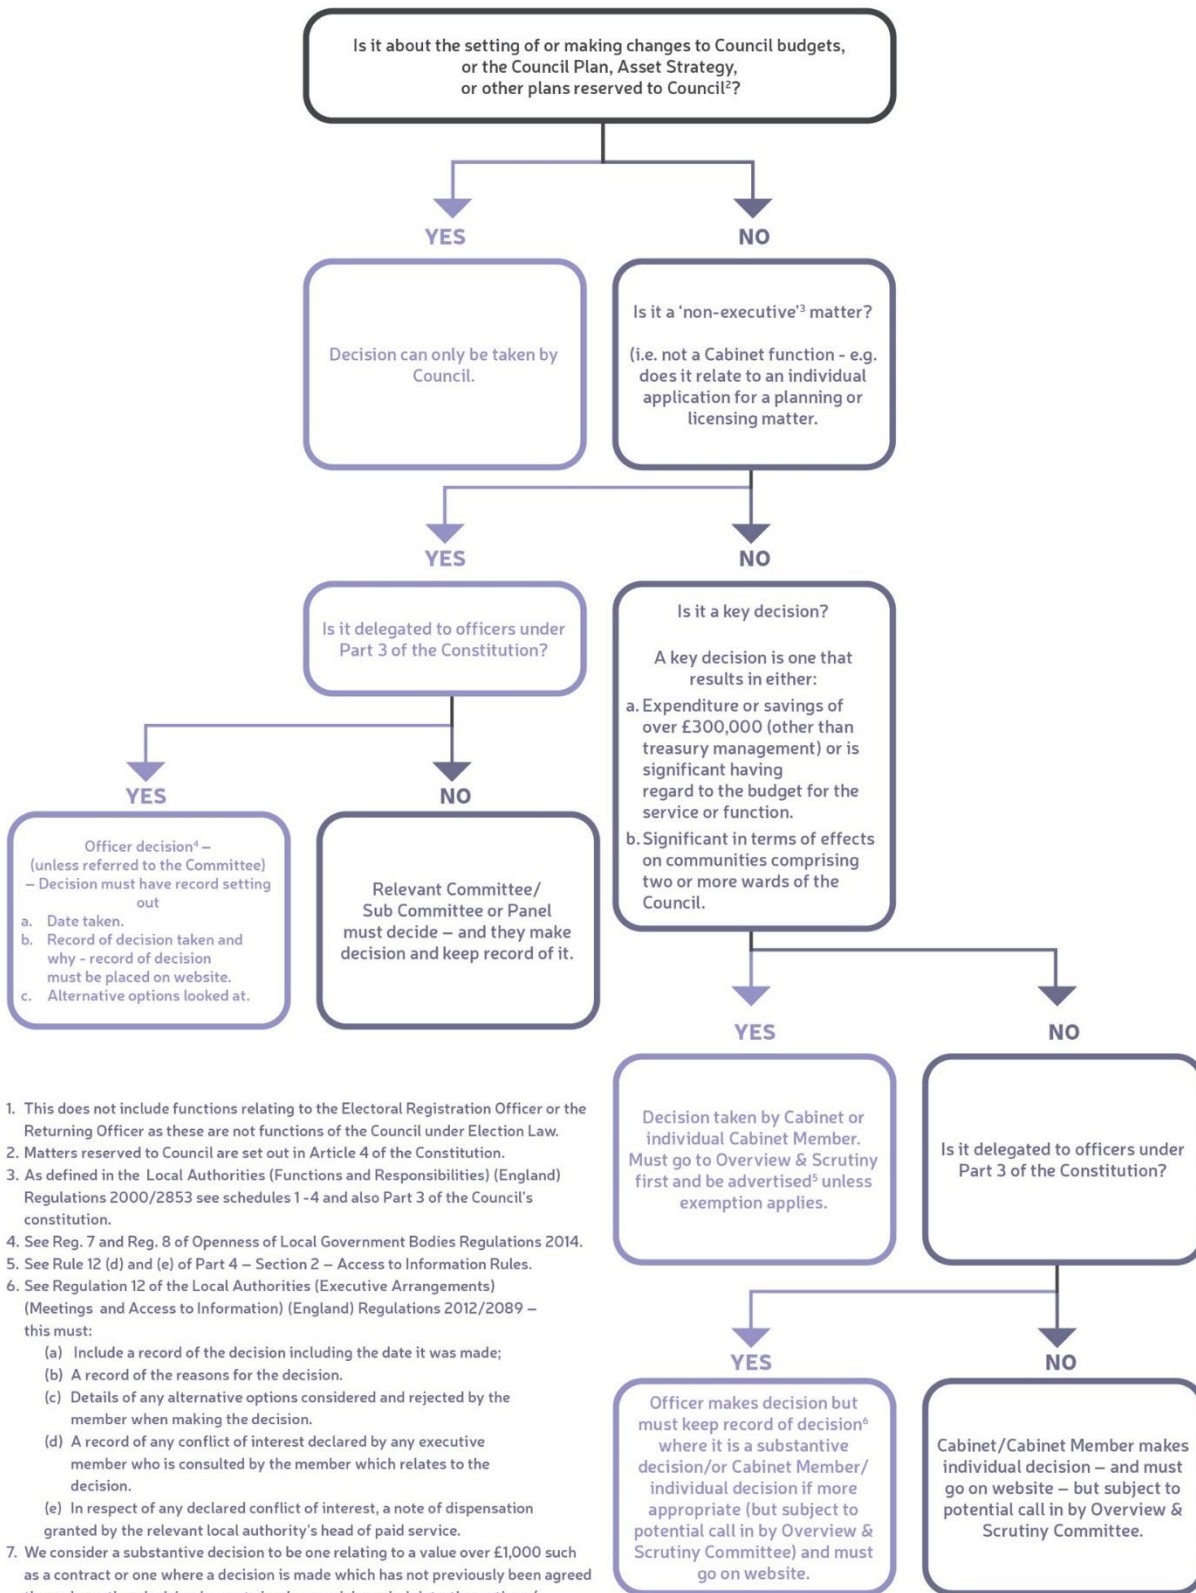 Is it about the setting of or making changes to Council budgets,
or the Council Plan, Asset Strategy,
or other plans reserved to Council²?
YES
NO
Decision can only be taken by
Council.
Is it a ‘non-executive’³ matter?
(i.e. not a Cabinet function - e.g.
does it relate to an individual
application for a planning or
licensing matter.
YES
NO
Is it delegated to officers under
Part 3 of the Constitution?
Is it a key decision?
A key decision is one that
results in either:
a. Expenditure or savings of
over £300,000 (other than
treasury management) or is
significant having
regard to the budget for the
service or function.
b. Significant in terms of effects
on communities comprising
two or more wards of the
Council.
YES
NO
Officer decision⁴ –
(unless referred to the Committee)
– Decision must have record setting
out
a. Date taken.
b. Record of decision taken and
why - record of decision
must be placed on website.
c. Alternative options looked at.
Relevant Committee/
Sub Committee or Panel
must decide – and they make
decision and keep record of it.
YES
NO
Decision taken by Cabinet or
individual Cabinet Member.
Must go to Overview & Scrutiny
first and be advertised⁵ unless
exemption applies.
Is it delegated to officers under
Part 3 of the Constitution?
YES
NO
Officer makes decision but
must keep record of decision⁶
where it is a substantive
decision/or Cabinet Member/
individual decision if more
appropriate (but subject to
potential call in by Overview &
Scrutiny Committee) and must
go on website.
Cabinet/Cabinet Member makes
individual decision – and must
go on website – but subject to
potential call in by Overview &
Scrutiny Committee.
1. This does not include functions relating to the Electoral Registration Officer or the
Returning Officer as these are not functions of the Council under Election Law.
2. Matters reserved to Council are set out in Article 4 of the Constitution.
3. As defined in the Local Authorities (Functions and Responsibilities) (England)
Regulations 2000/2853 see schedules 1 -4 and also Part 3 of the Council’s
constitution.
4. See Reg. 7 and Reg. 8 of Openness of Local Government Bodies Regulations 2014.
5. See Rule 12 (d) and (e) of Part 4 – Section 2 – Access to Information Rules.
6. See Regulation 12 of the Local Authorities (Executive Arrangements)
(Meetings and Access to Information) (England) Regulations 2012/2089 –
this must:
(a) Include a record of the decision including the date it was made;
(b) A record of the reasons for the decision.
(c) Details of any alternative options considered and rejected by the
member when making the decision.
(d) A record of any conflict of interest declared by any executive
member who is consulted by the member which relates to the
decision.
(e) In respect of any declared conflict of interest, a note of dispensation
granted by the relevant local authority’s head of paid service.
7. We consider a substantive decision to be one relating to a value over £1,000 such
as a contract or one where a decision is made which has not previously been agreed